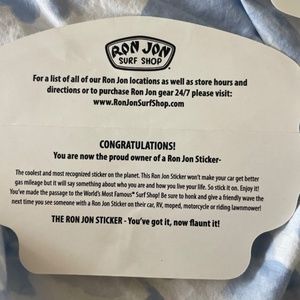 RON JON
SURF SHOP
For a list of all of our Ron Jon locations as well as store hours and
directions or to purchase Ron Jon gear 24/7 please visit:
www.RonJonSurfShop.com
CONGRATULATIONS!
You are now the proud owner of a Ron Jon Sticker-
The coolest and most recognized sticker on the planet. This Ron Jon Sticker won't make your car get better
gas mileage but it will say something about who you are and how you live your life. So stick it on. Enjoy it!
You've made the passage to the World's Most Famous® Surf Shop! Be sure to honk and give a friendly wave the
next time you see someone with a Ron Jon Sticker on their car, RV, moped, motorcycle or riding lawnmower!
THE RON JON STICKER - You've got it, now flaunt it!